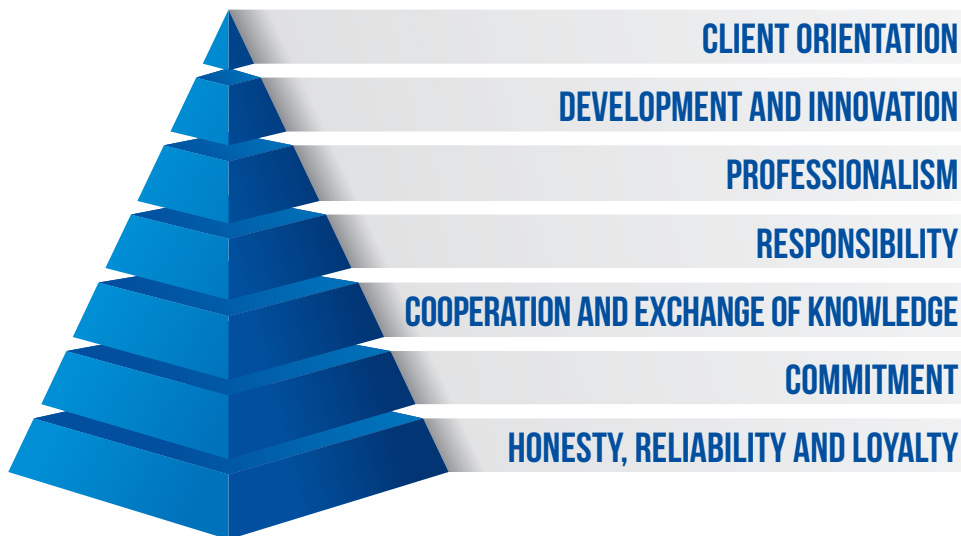 CLIENT ORIENTATION
DEVELOPMENT AND INNOVATION
PROFESSIONALISM
RESPONSIBILITY
COOPERATION AND EXCHANGE OF KNOWLEDGE
COMMITMENT
HONESTY, RELIABILITY AND LOYALTY